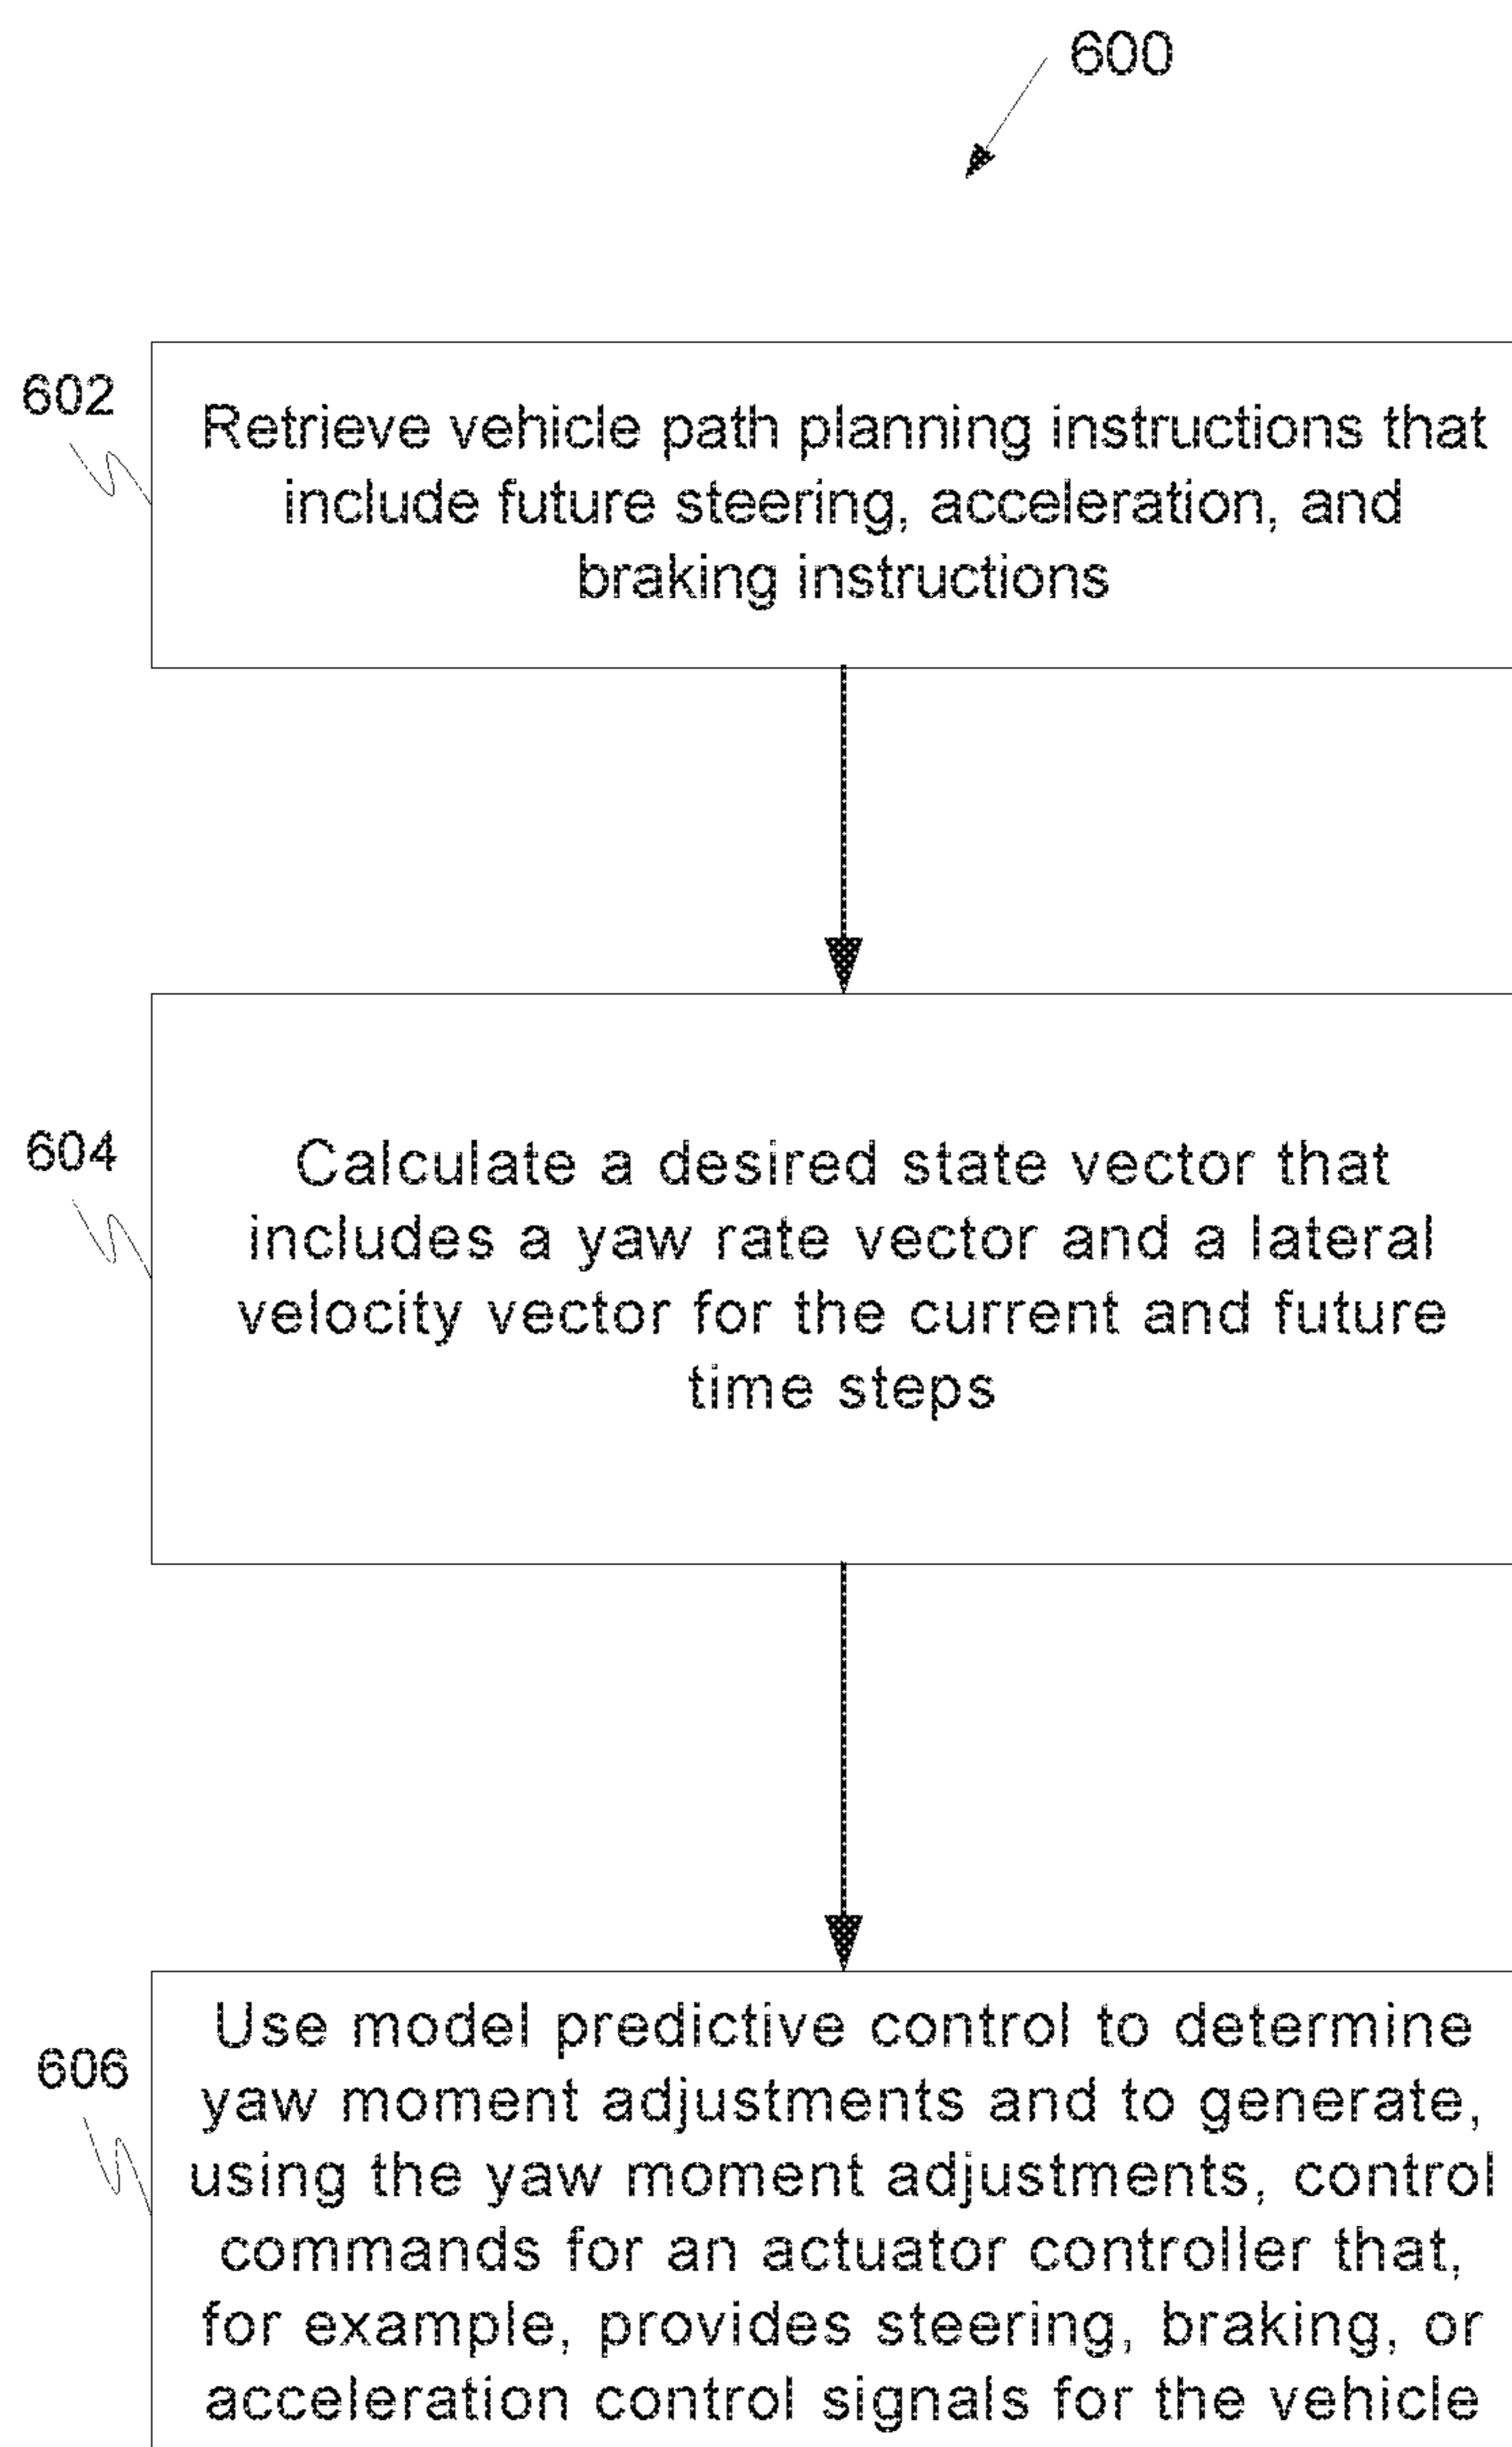 600
602
Retrieve vehicle path planning instructions that
include future steering, acceleration, and
braking instructions
604
Calculate a desired state vector that
includes a yaw rate vector and a lateral
velocity vector for the current and future
time steps
606
Use model predictive control to determine
yaw moment adjustments and to generate,
using the yaw moment adjustments, control
commands for an actuator controller that,
for example, provides steering, braking, or
acceleration control signals for the vehicle